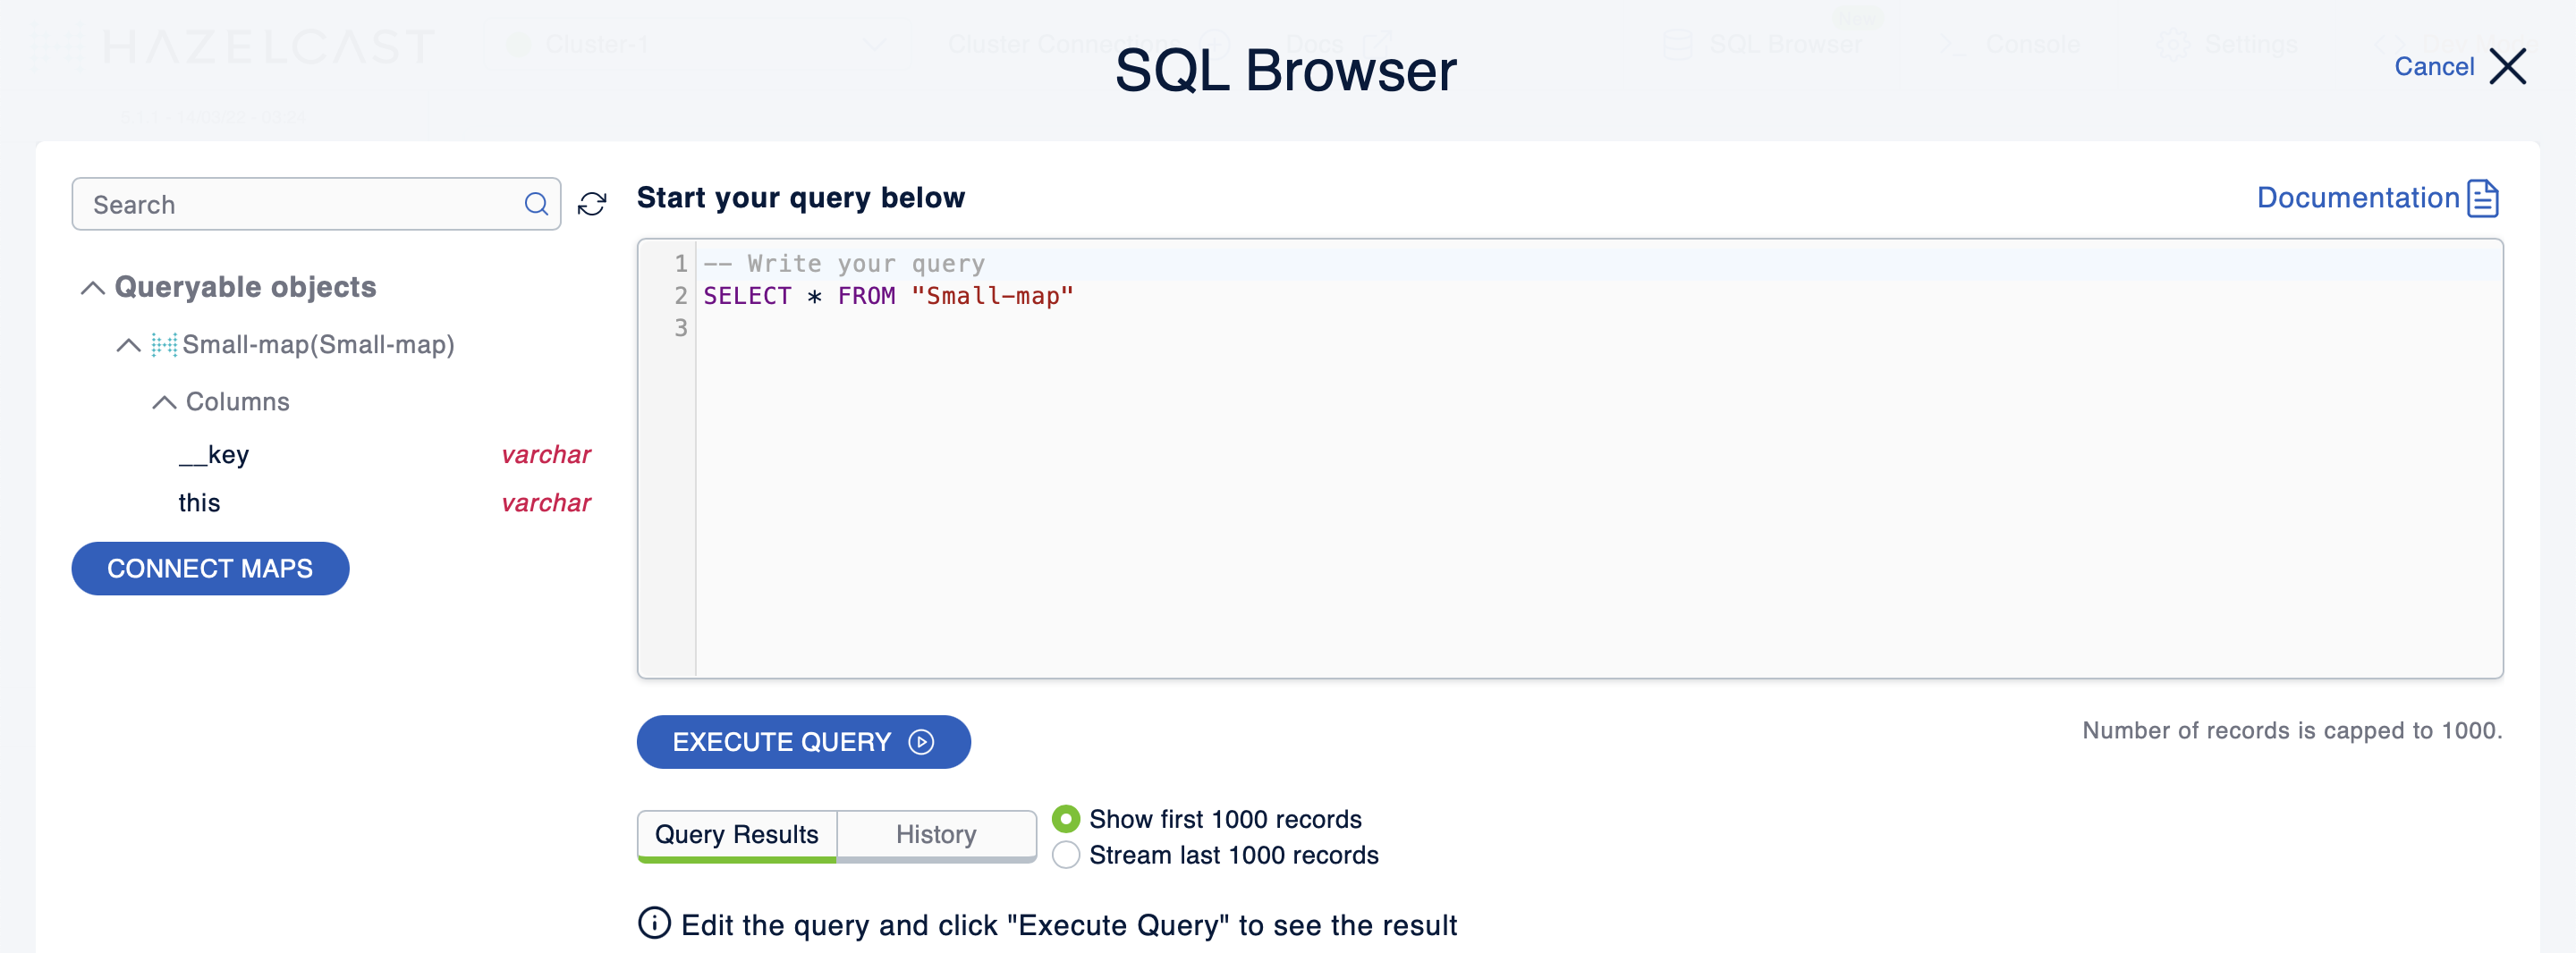 HAZELCAST
Cluster-1
Cluster Connections
Docs
New
SQL Browser
Console
Settings
SQL Browser
Cancel
Search
Start your query below
Documentation
Queryable objects
Small-map(Small-map)
Columns
__key varchar
this varchar
CONNECT MAPS
1 -- Write your query
2 SELECT * FROM "Small-map"
3
EXECUTE QUERY
Number of records is capped to 1000.
Query Results
History
Show first 1000 records
Stream last 1000 records
Edit the query and click "Execute Query" to see the result